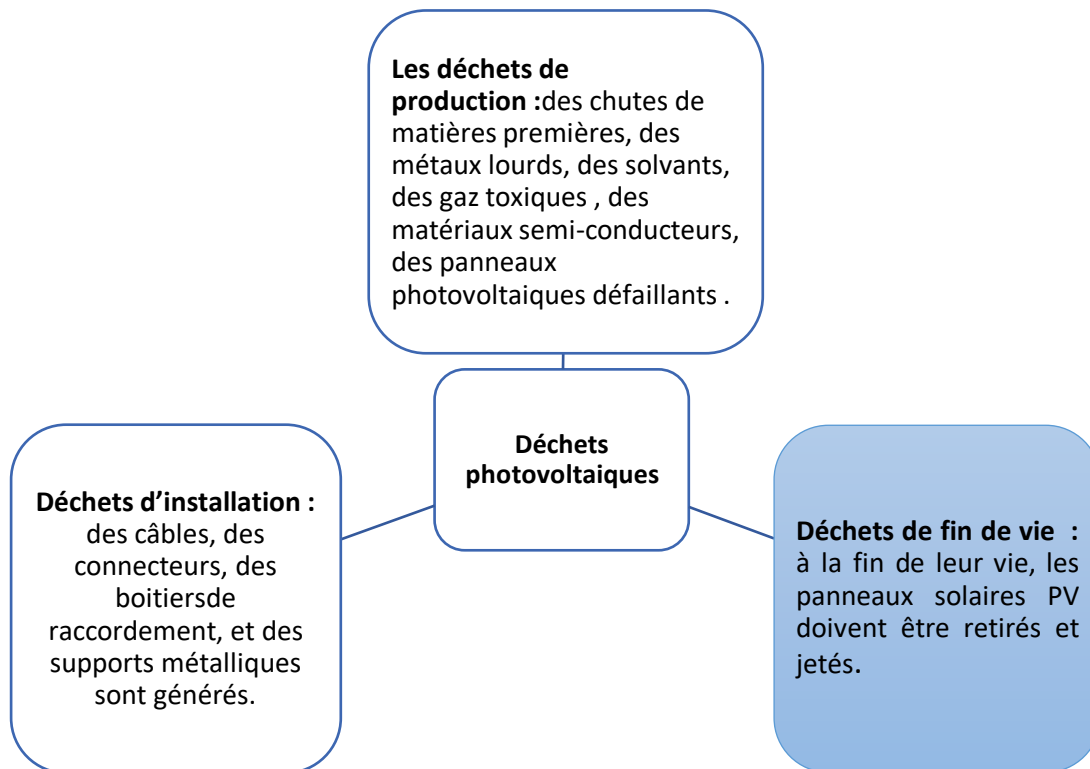 Les déchets de
production :des chutes de
matières premières, des
métaux lourds, des solvants,
des gaz toxiques , des
matériaux semi-conducteurs,
des panneaux
photovoltaiques défaillants .
Déchets
photovoltaiques
Déchets d’installation :
des câbles, des
connecteurs, des
boitiersde
raccordement, et des
supports métalliques
sont générés.
Déchets de fin de vie :
à la fin de leur vie, les
panneaux solaires PV
doivent être retirés et
jetés.